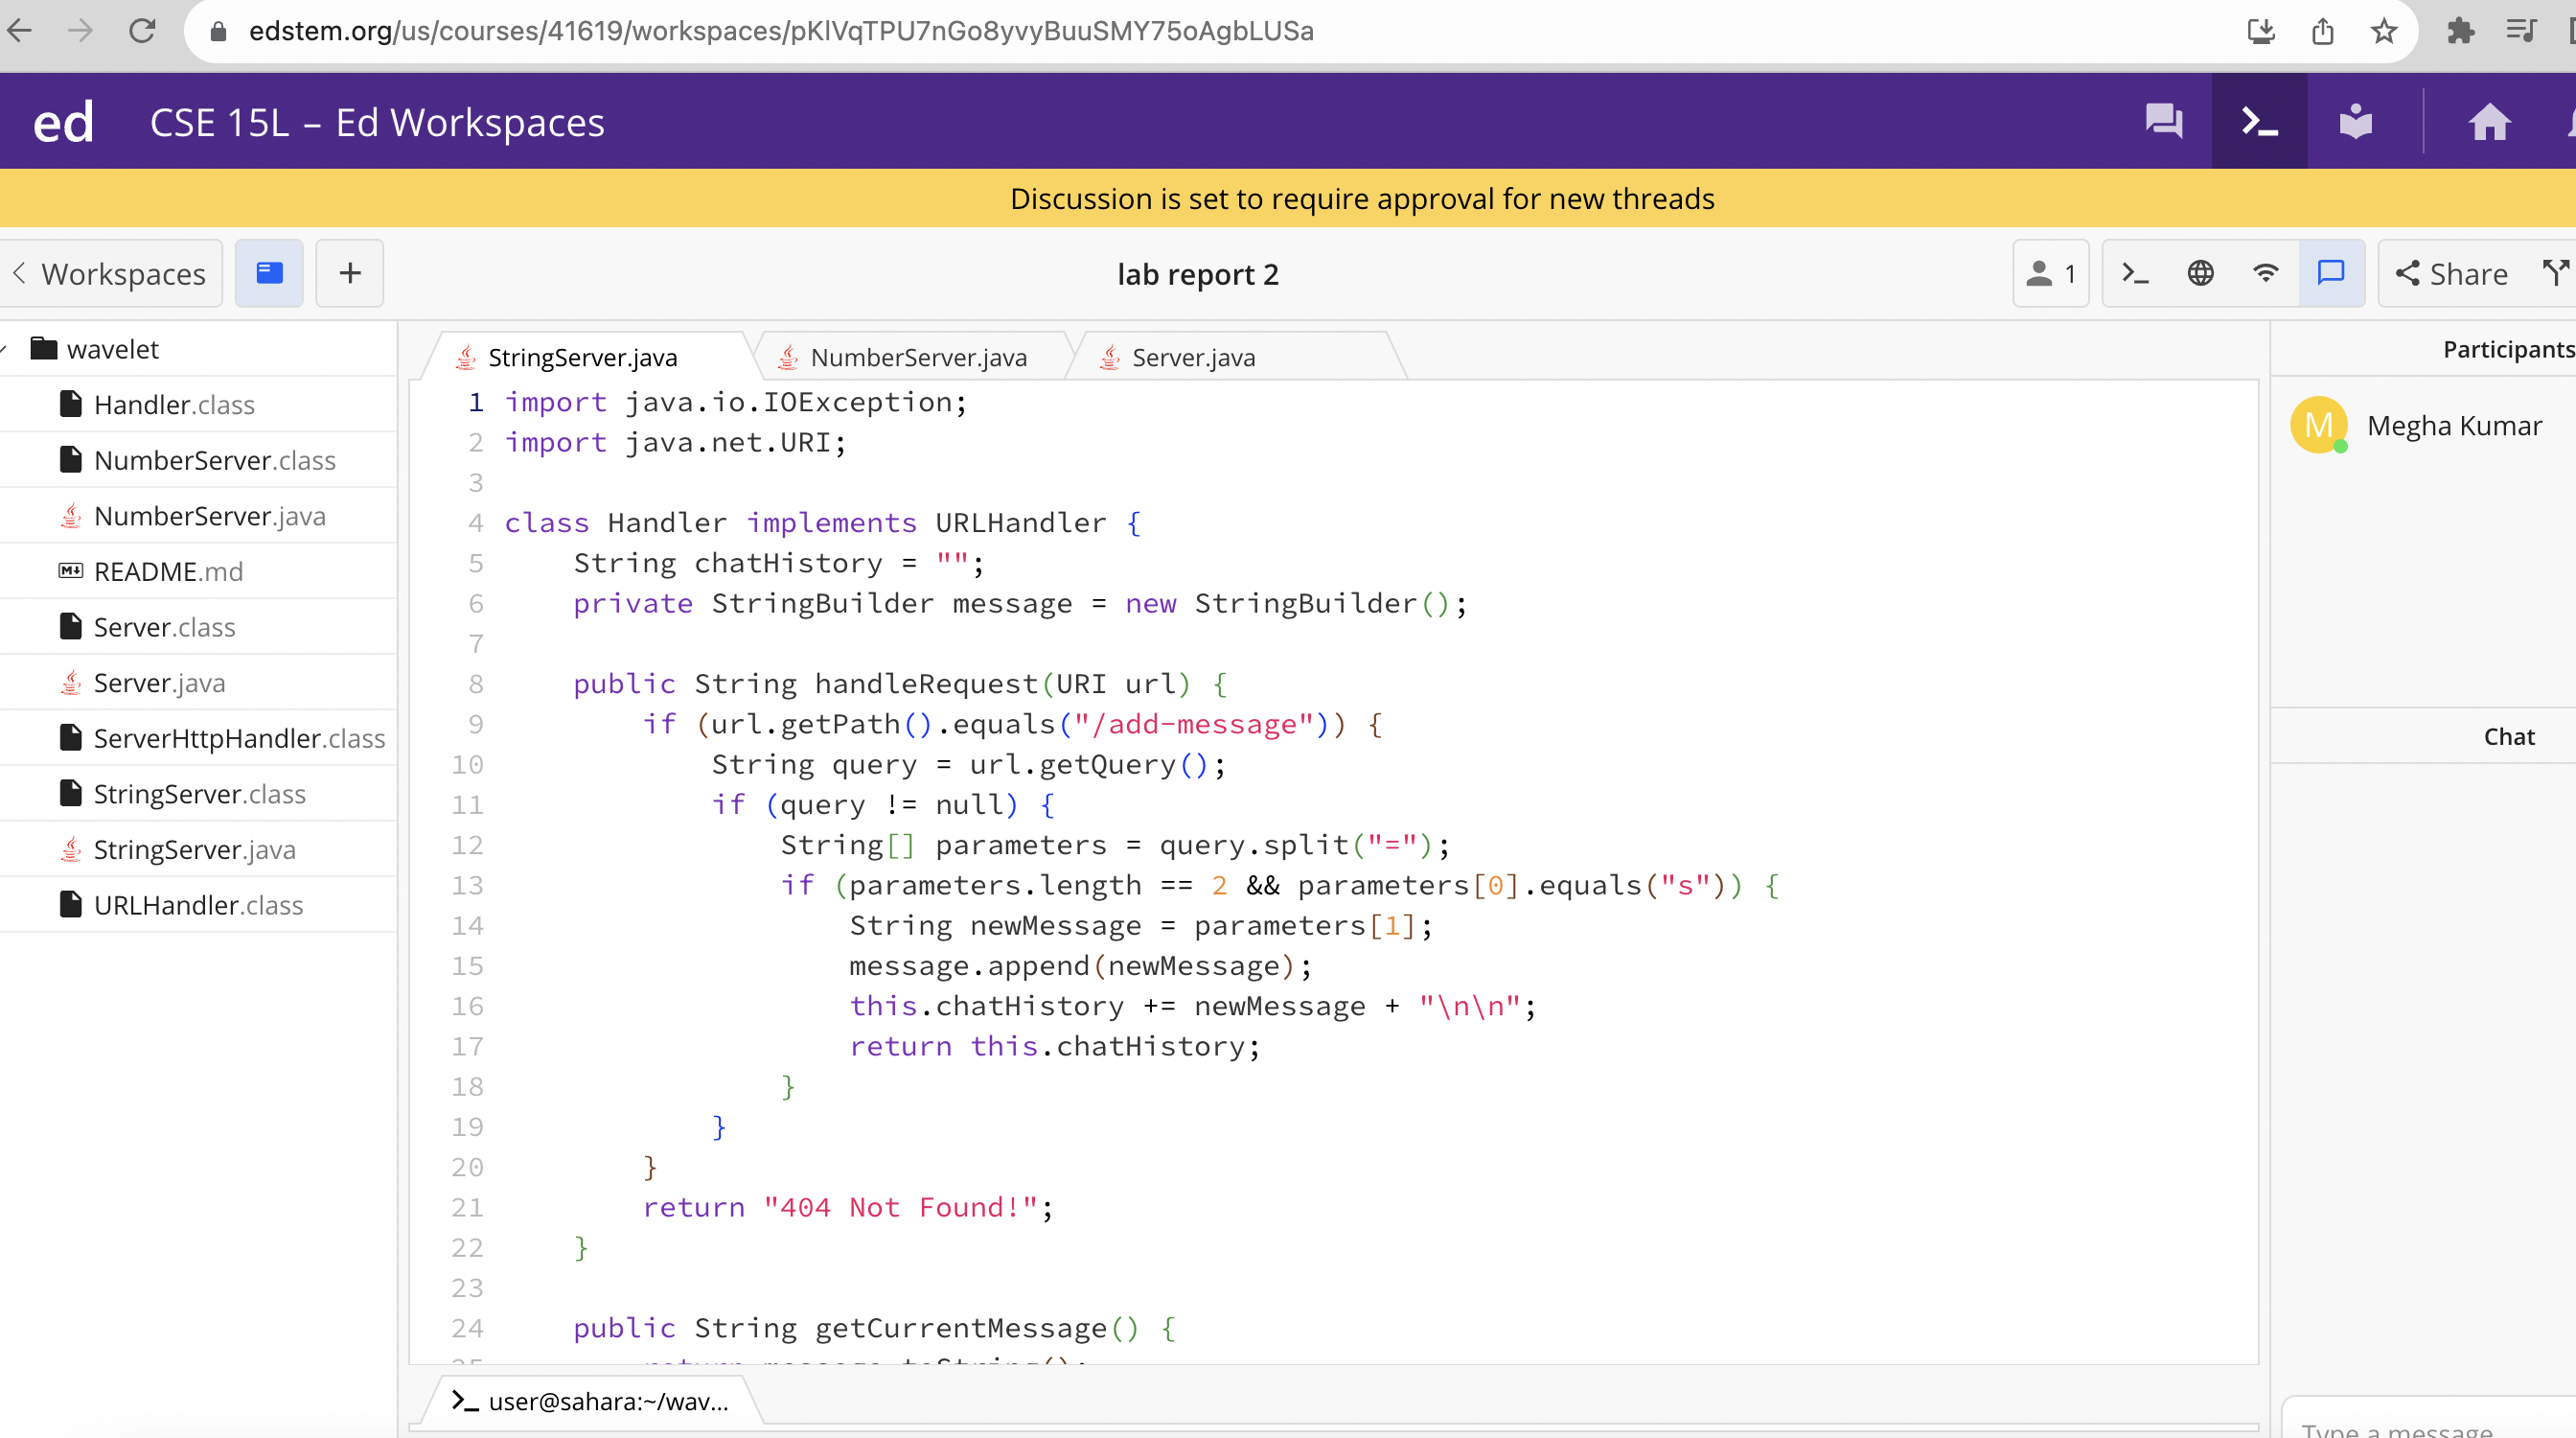 edstem.org/us/courses/41619/workspaces/pKlVqTPU7nGo8yvyBuuSMY75oAgbLUSa
ed CSE 15L – Ed Workspaces
Discussion is set to require approval for new threads
Workspaces
lab report 2
1
Share
wavelet
Handler.class
NumberServer.class
NumberServer.java
README.md
Server.class
Server.java
ServerHttpHandler.class
StringServer.class
StringServer.java
URLHandler.class
StringServer.java NumberServer.java Server.java
1 import java.io.IOException;
2 import java.net.URI;
3
4 class Handler implements URLHandler {
5     String chatHistory = "";
6     private StringBuilder message = new StringBuilder();
7
8     public String handleRequest(URI url) {
9         if (url.getPath().equals("/add-message")) {
10             String query = url.getQuery();
11             if (query != null) {
12                 String[] parameters = query.split("=");
13                 if (parameters.length == 2 && parameters[0].equals("s")) {
14                     String newMessage = parameters[1];
15                     message.append(newMessage);
16                     this.chatHistory += newMessage + "\n\n";
17                     return this.chatHistory;
18                 }
19             }
20         }
21         return "404 Not Found!";
22     }
23
24     public String getCurrentMessage() {
25         return message.toString();
user@sahara:~/wav...
Participants
M Megha Kumar
Chat
Type a message